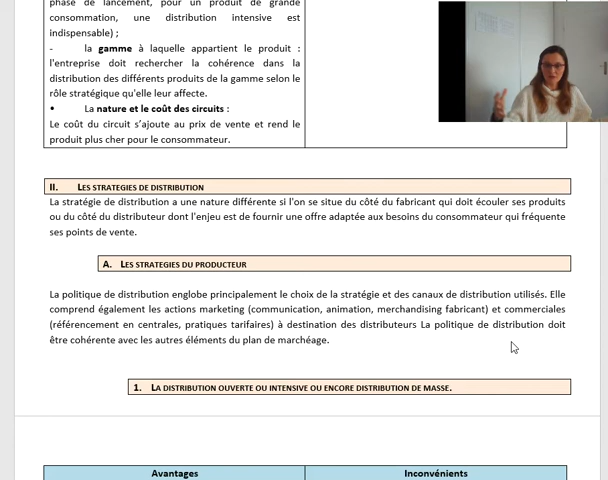 phase de lancement, pour un produit de grande
consommation, une distribution intensive est
indispensable) ;
- la gamme à laquelle appartient le produit :
l'entreprise doit rechercher la cohérence dans la
distribution des différents produits de la gamme selon le
rôle stratégique qu'elle leur affecte.
• La nature et le coût des circuits :
Le coût du circuit s'ajoute au prix de vente et rend le
produit plus cher pour le consommateur.
II. LES STRATEGIES DE DISTRIBUTION
La stratégie de distribution a une nature différente si l'on se situe du côté du fabricant qui doit écouler ses produits
ou du côté du distributeur dont l'enjeu est de fournir une offre adaptée aux besoins du consommateur qui fréquente
ses points de vente.
A. LES STRATEGIES DU PRODUCTEUR
La politique de distribution englobe principalement le choix de la stratégie et des canaux de distribution utilisés. Elle
comprend également les actions marketing (communication, animation, merchandising fabricant) et commerciales
(référencement en centrales, pratiques tarifaires) à destination des distributeurs La politique de distribution doit
être cohérente avec les autres éléments du plan de marchéage.
1. LA DISTRIBUTION OUVERTE OU INTENSIVE OU ENCORE DISTRIBUTION DE MASSE.
Avantages Inconvénients